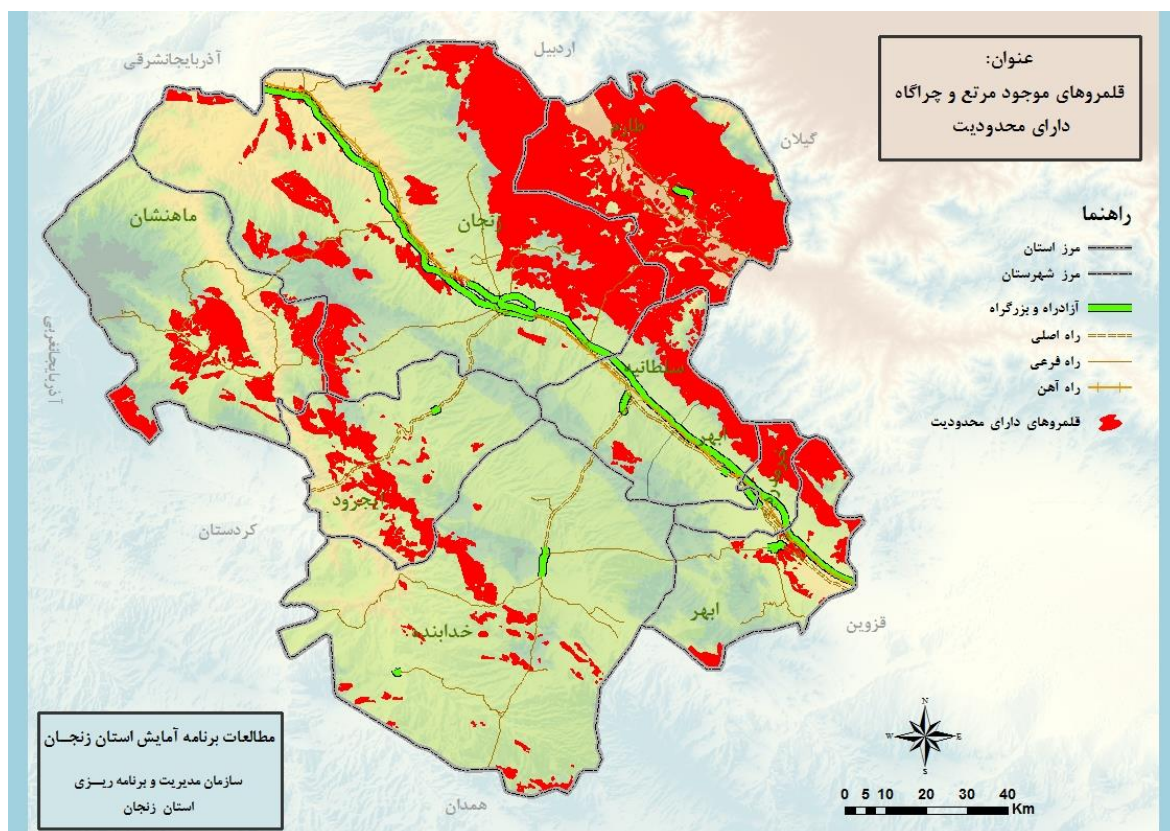 عنوان:
قلمروهای موجود مرتع و چراگاه
دارای محدودیت
اردبیل
آذربایجانشرقی
گیلان
طارم
زنجان
ماهنشان
راهنما
مرز استان
مرز شهرستان
آزادراه و بزرگراه
راه اصلی
راه فرعی
راه آهن
قلمروهای دارای محدودیت
آذربایجانغربی
سلطانیه
ابهر
ایجرود
کردستان
خدابنده
ابهر
قزوین
همدان
مطالعات برنامه آمایش استان زنجــان
سازمان مدیریت و برنامه ریــزی
استان زنجان
N
W
E
S
0 5 10 20 30 40
Km